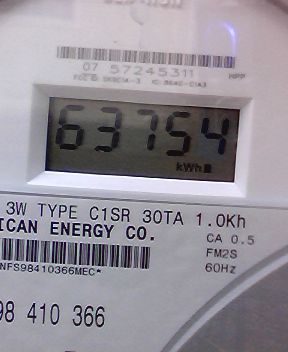 07 57245311
63754
kWh
3W TYPE C1SR 30TA 1.0Kh
ICAN ENERGY CO.
CA 0.5
FM2S
60Hz
NFS98410366MEC*
98 410 366